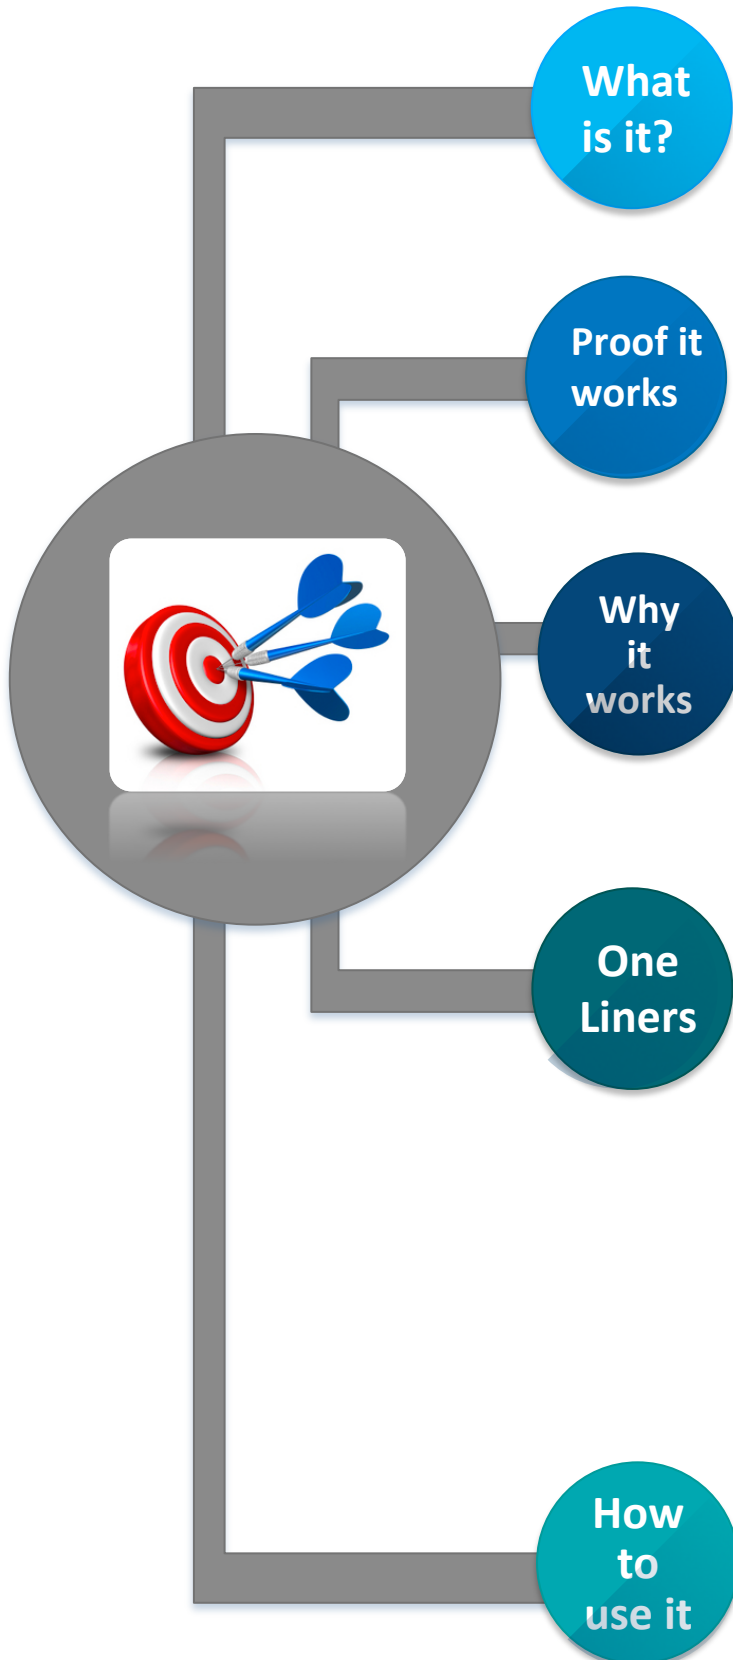 What
is it?
Proof it
works
Why
it
works
One
Liners
How
to
use it